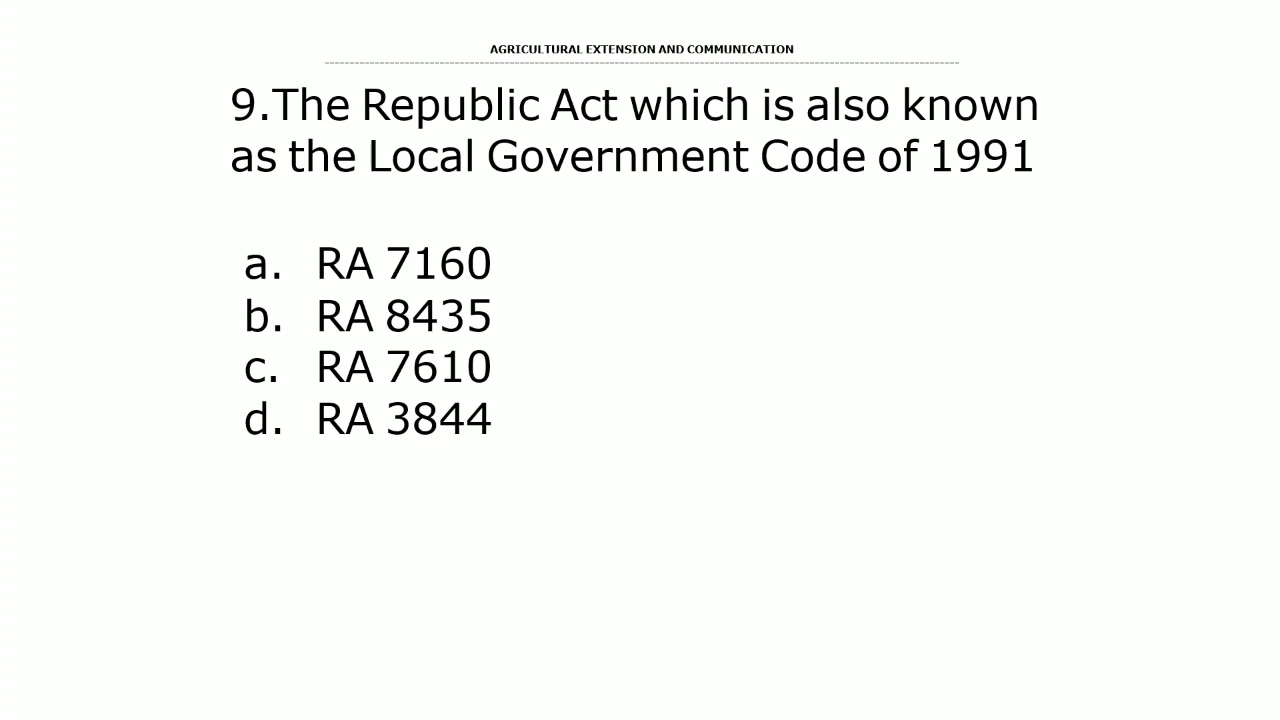 AGRICULTURAL EXTENSION AND COMMUNICATION
9.The Republic Act which is also known
as the Local Government Code of 1991
a. RA 7160
b. RA 8435
c. RA 7610
d. RA 3844